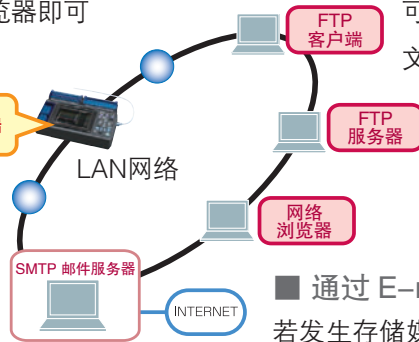 览器即可
FTP
客户端
可
文
FTP
服务器
LAN网络
网络
浏览器
SMTP 邮件服务器
INTERNET
■ 通过 E-
若发生存储